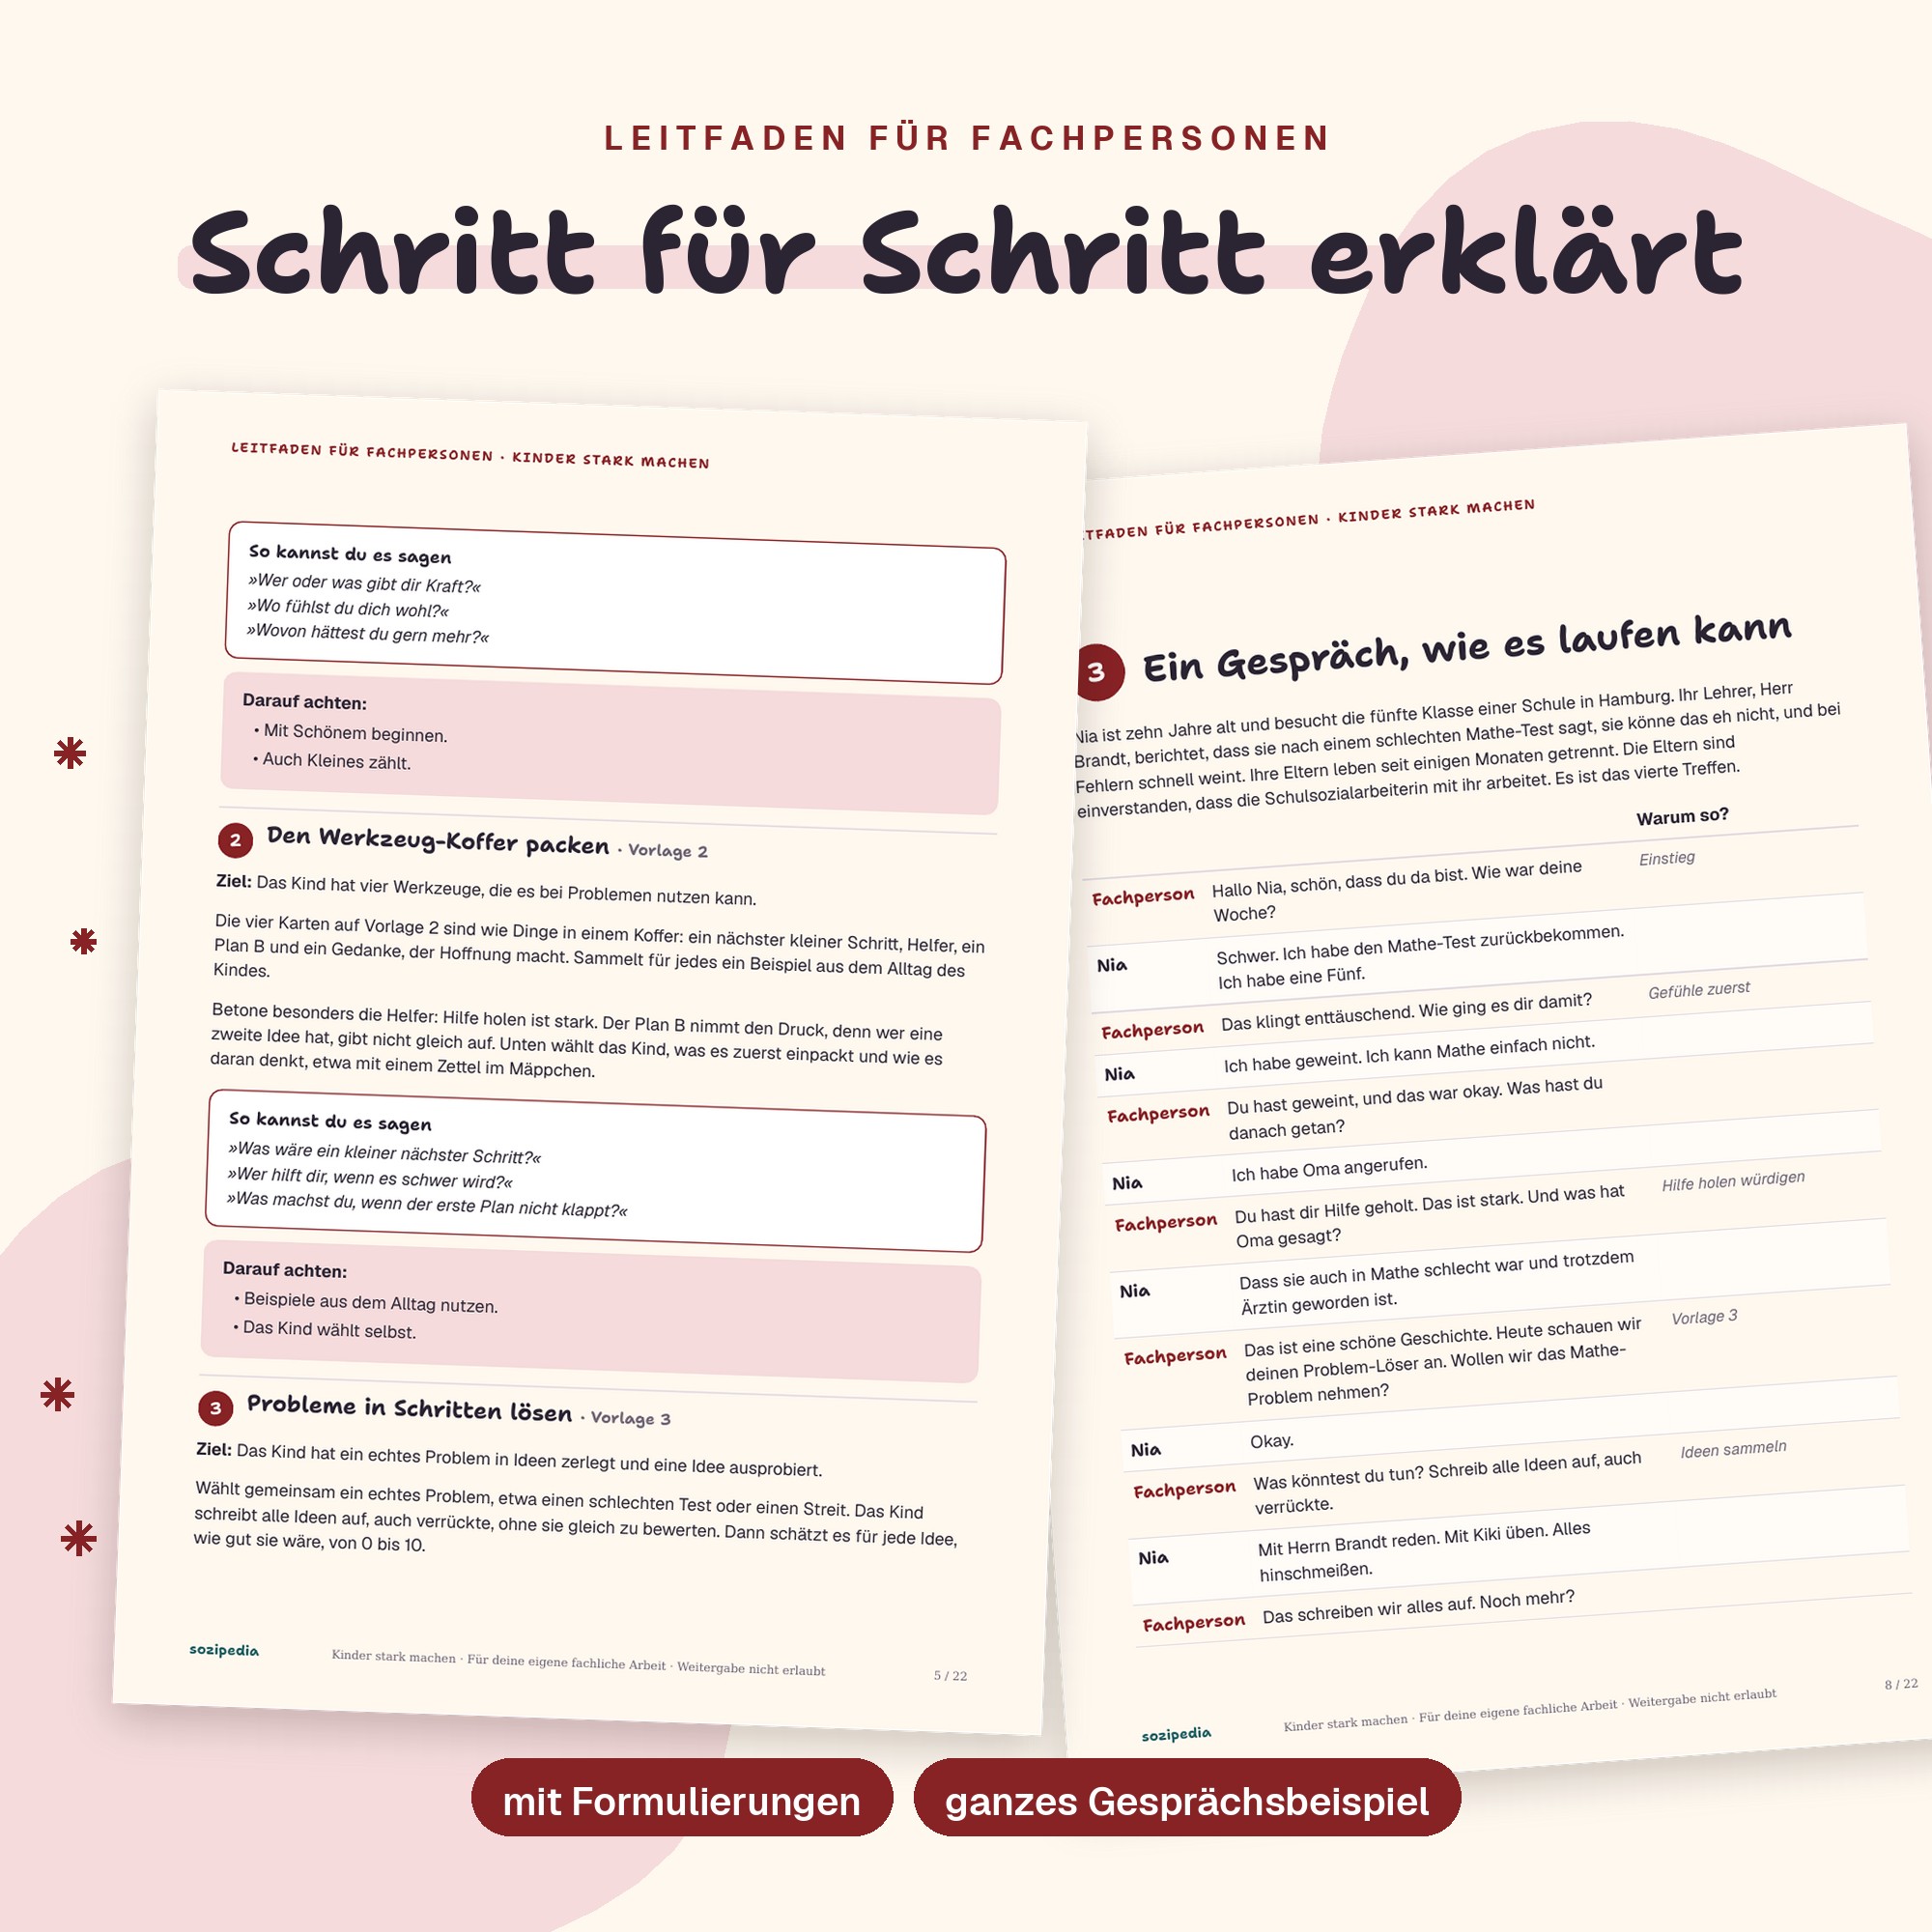 LEITFADEN FÜR FACHPERSONEN
Schritt für Schritt erklärt
LEITFADEN FÜR FACHPERSONEN · KINDER STARK MACHEN
So kannst du es sagen
»Wer oder was gibt dir Kraft?«
»Wo fühlst du dich wohl?«
»Wovon hättest du gern mehr?«
Darauf achten:
• Mit Schönem beginnen.
• Auch Kleines zählt.
2 Den Werkzeug-Koffer packen · Vorlage 2
Ziel: Das Kind hat vier Werkzeuge, die es bei Problemen nutzen kann.
Die vier Karten auf Vorlage 2 sind wie Dinge in einem Koffer: ein nächster kleiner Schritt, Helfer, ein
Plan B und ein Gedanke, der Hoffnung macht. Sammelt für jedes ein Beispiel aus dem Alltag des
Kindes.
Betone besonders die Helfer: Hilfe holen ist stark. Der Plan B nimmt den Druck, denn wer eine
zweite Idee hat, gibt nicht gleich auf. Unten wählt das Kind, was es zuerst einpackt und wie es
daran denkt, etwa mit einem Zettel im Mäppchen.
So kannst du es sagen
»Was wäre ein kleiner nächster Schritt?«
»Wer hilft dir, wenn es schwer wird?«
»Was machst du, wenn der erste Plan nicht klappt?«
Darauf achten:
• Beispiele aus dem Alltag nutzen.
• Das Kind wählt selbst.
3 Probleme in Schritten lösen · Vorlage 3
Ziel: Das Kind hat ein echtes Problem in Ideen zerlegt und eine Idee ausprobiert.
Wählt gemeinsam ein echtes Problem, etwa einen schlechten Test oder einen Streit. Das Kind
schreibt alle Ideen auf, auch verrückte, ohne sie gleich zu bewerten. Dann schätzt es für jede Idee,
wie gut sie wäre, von 0 bis 10.
sozipedia Kinder stark machen · Für deine eigene fachliche Arbeit · Weitergabe nicht erlaubt 5 / 22
TFADEN FÜR FACHPERSONEN · KINDER STARK MACHEN
3 Ein Gespräch, wie es laufen kann
Nia ist zehn Jahre alt und besucht die fünfte Klasse einer Schule in Hamburg. Ihr Lehrer, Herr
Brandt, berichtet, dass sie nach einem schlechten Mathe-Test sagt, sie könne das eh nicht, und bei
Fehlern schnell weint. Ihre Eltern leben seit einigen Monaten getrennt. Die Eltern sind
einverstanden, dass die Schulsozialarbeiterin mit ihr arbeitet. Es ist das vierte Treffen.
Warum so?
Fachperson Hallo Nia, schön, dass du da bist. Wie war deine Einstieg
Woche?
Nia Schwer. Ich habe den Mathe-Test zurückbekommen.
Ich habe eine Fünf.
Fachperson Das klingt enttäuschend. Wie ging es dir damit? Gefühle zuerst
Nia Ich habe geweint. Ich kann Mathe einfach nicht.
Fachperson Du hast geweint, und das war okay. Was hast du
danach getan?
Nia Ich habe Oma angerufen.
Fachperson Du hast dir Hilfe geholt. Das ist stark. Und was hat Hilfe holen würdigen
Oma gesagt?
Nia Dass sie auch in Mathe schlecht war und trotzdem
Ärztin geworden ist.
Fachperson Das ist eine schöne Geschichte. Heute schauen wir Vorlage 3
deinen Problem-Löser an. Wollen wir das Mathe-
Problem nehmen?
Nia Okay.
Fachperson Was könntest du tun? Schreib alle Ideen auf, auch Ideen sammeln
verrückte.
Nia Mit Herrn Brandt reden. Mit Kiki üben. Alles
hinschmeißen.
Fachperson Das schreiben wir alles auf. Noch mehr?
sozipedia Kinder stark machen · Für deine eigene fachliche Arbeit · Weitergabe nicht erlaubt 8 / 22
mit Formulierungen
ganzes Gesprächsbeispiel